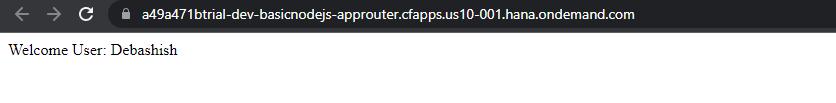 a49a471btrial-dev-basicnodejs-approuter.cfapps.us10-001.hana.ondemand.com
Welcome User: Debashish